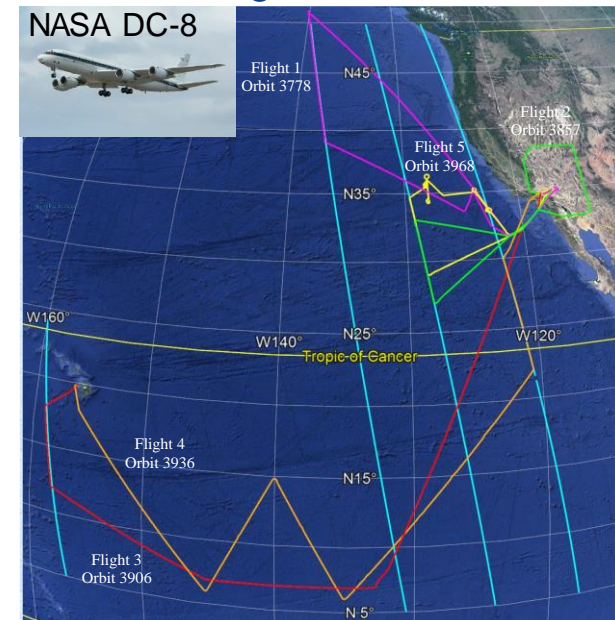 NASA DC-8
Flight 1
Orbit 3778
N45°
Flight 2
Orbit 3857
Flight 5
Orbit 3968
N35°
W160°
W140°
N25°
W120°
Tropic of Cancer
Flight 4
Orbit 3936
N15°
Flight 3
Orbit 3906
N 5°